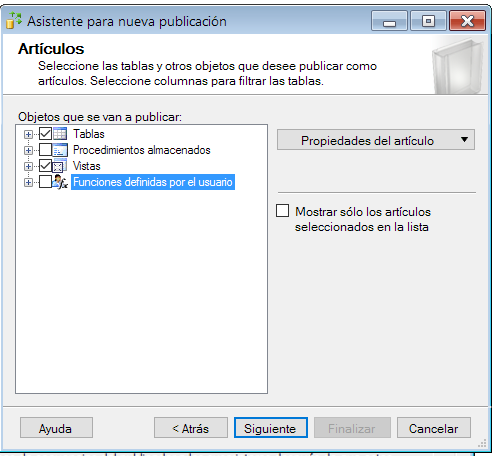 Asistente para nueva publicación
Artículos
Seleccione las tablas y otros objetos que desee publicar como
artículos. Seleccione columnas para filtrar las tablas.
Objetos que se van a publicar:
Tablas
Procedimientos almacenados
Vistas
Funciones definidas por el usuario
Propiedades del artículo
Mostrar sólo los artículos
seleccionados en la lista
Ayuda
< Atrás
Siguiente
Finalizar
Cancelar